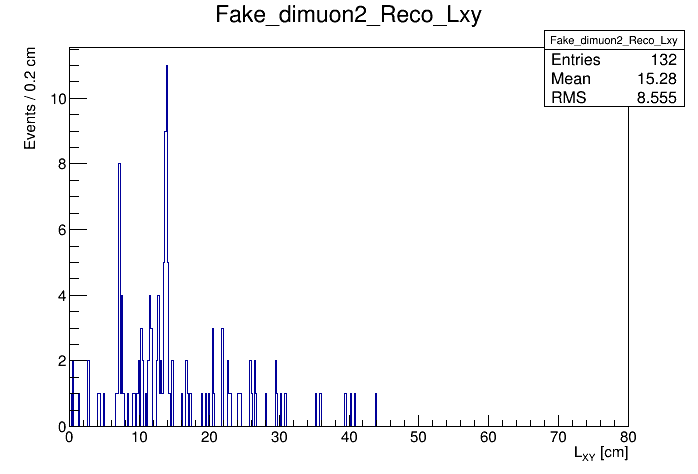 Fake_dimuon2_Reco_Lxy
Fake_dimuon2_Reco_Lxy
Entries 132
Mean 15.28
RMS 8.555
Events / 0.2 cm
10
8
6
4
2
0
0 10 20 30 40 50 60 70 80
LXY [cm]